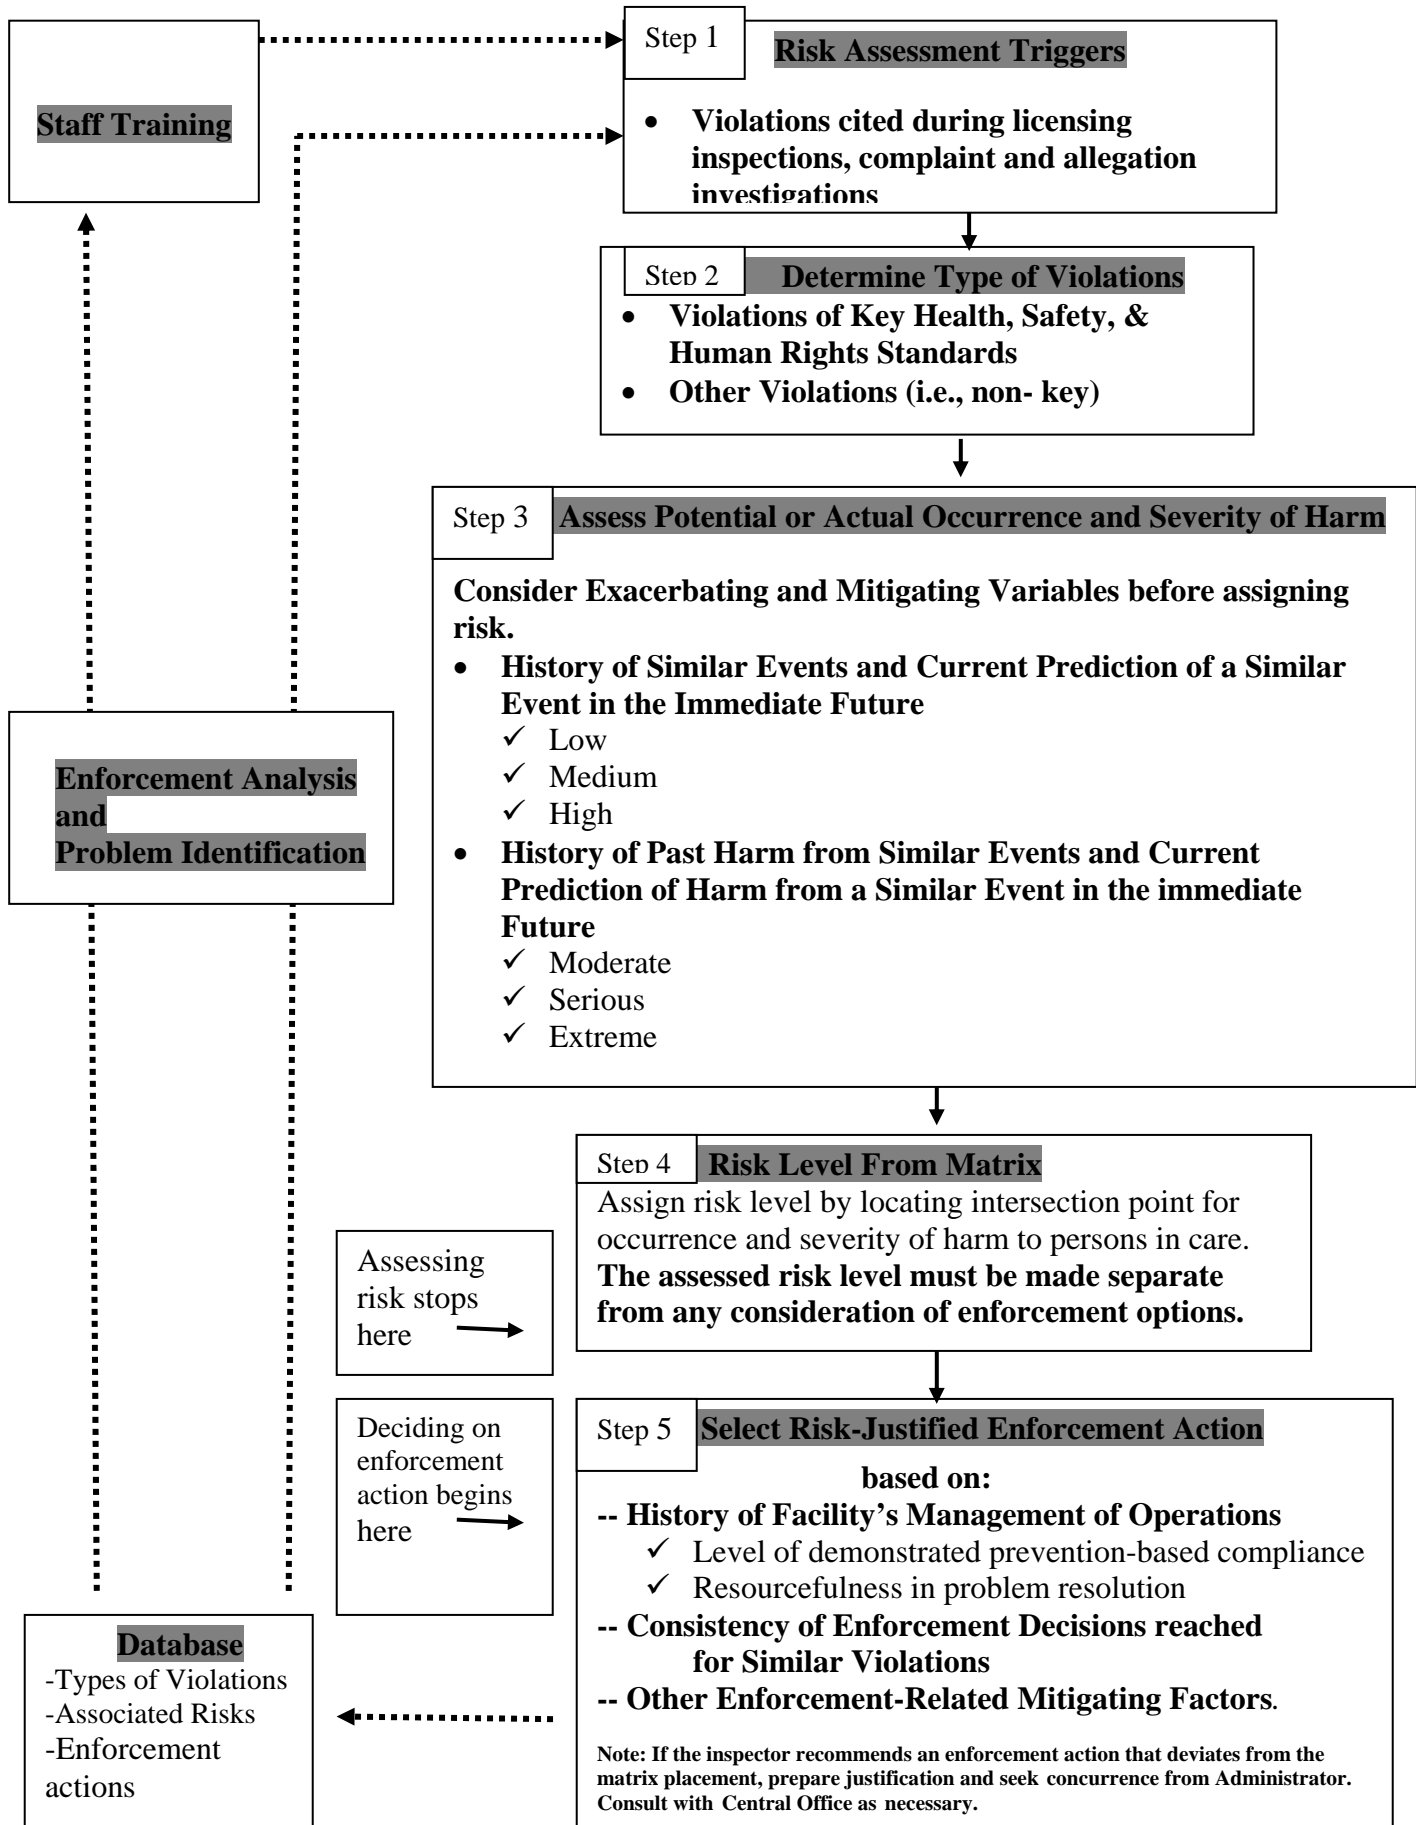 Staff Training
Step 1
Risk Assessment Triggers
• Violations cited during licensing
inspections, complaint and allegation
investigations
Step 2
Determine Type of Violations
• Violations of Key Health, Safety, &
Human Rights Standards
• Other Violations (i.e., non- key)
Step 3
Assess Potential or Actual Occurrence and Severity of Harm
Consider Exacerbating and Mitigating Variables before assigning
risk.
• History of Similar Events and Current Prediction of a Similar
Event in the Immediate Future
✓ Low
✓ Medium
✓ High
• History of Past Harm from Similar Events and Current
Prediction of Harm from a Similar Event in the immediate
Future
✓ Moderate
✓ Serious
✓ Extreme
Enforcement Analysis
and
Problem Identification
Step 4
Risk Level From Matrix
Assign risk level by locating intersection point for
occurrence and severity of harm to persons in care.
The assessed risk level must be made separate
from any consideration of enforcement options.
Assessing
risk stops
here
Deciding on
enforcement
action begins
here
Step 5
Select Risk-Justified Enforcement Action
based on:
-- History of Facility's Management of Operations
✓ Level of demonstrated prevention-based compliance
✓ Resourcefulness in problem resolution
-- Consistency of Enforcement Decisions reached
for Similar Violations
-- Other Enforcement-Related Mitigating Factors.
Note: If the inspector recommends an enforcement action that deviates from the
matrix placement, prepare justification and seek concurrence from Administrator.
Consult with Central Office as necessary.
Database
-Types of Violations
-Associated Risks
-Enforcement
actions